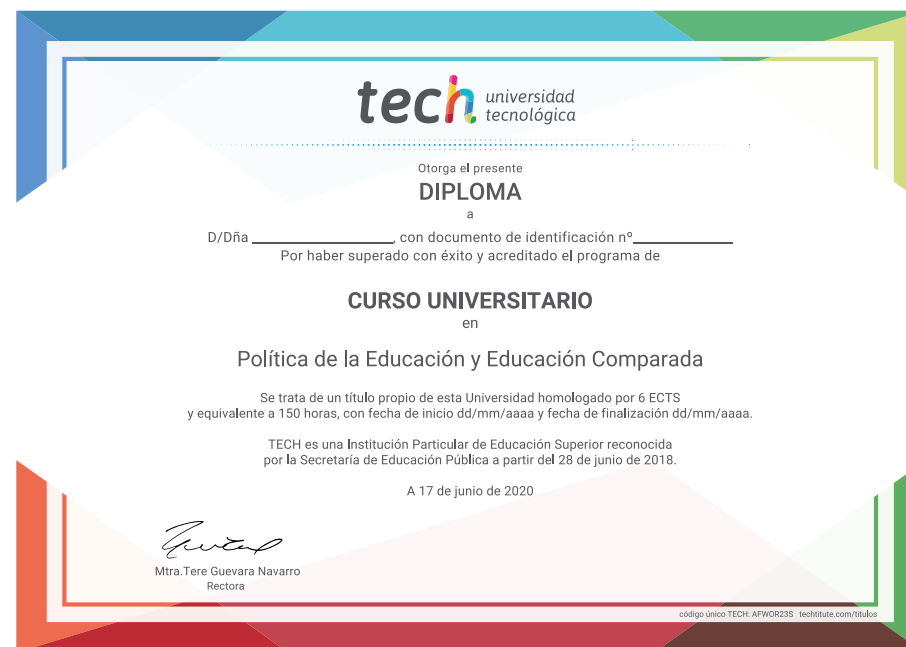 tech universidad
tecnológica
Otorga el presente
DIPLOMA
a
D/Dña ____________________, con documento de identificación nº______________
Por haber superado con éxito y acreditado el programa de
CURSO UNIVERSITARIO
en
Política de la Educación y Educación Comparada
Se trata de un título propio de esta Universidad homologado por 6 ECTS
y equivalente a 150 horas, con fecha de inicio dd/mm/aaaa y fecha de finalización dd/mm/aaaa.
TECH es una Institución Particular de Educación Superior reconocida
por la Secretaría de Educación Pública a partir del 28 de junio de 2018.
A 17 de junio de 2020
Mtra.Tere Guevara Navarro
Rectora
código único TECH: AFWOR23S techtitute.com/titulos